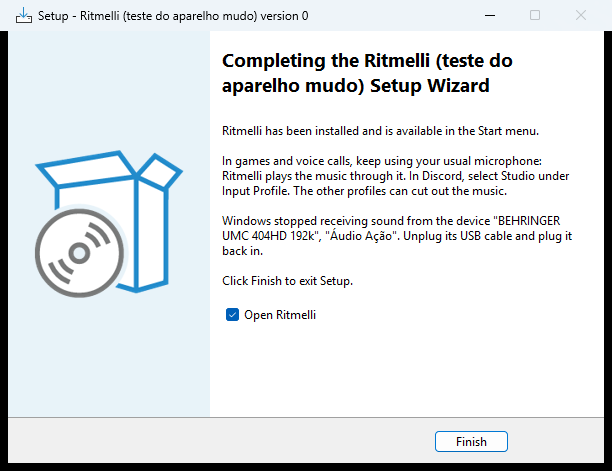 Setup - Ritmelli (teste do aparelho mudo) version 0
Completing the Ritmelli (teste do
aparelho mudo) Setup Wizard
Ritmelli has been installed and is available in the Start menu.
In games and voice calls, keep using your usual microphone:
Ritmelli plays the music through it. In Discord, select Studio under
Input Profile. The other profiles can cut out the music.
Windows stopped receiving sound from the device "BEHRINGER
UMC 404HD 192k", "Áudio Ação". Unplug its USB cable and plug it
back in.
Click Finish to exit Setup.
Open Ritmelli
Finish